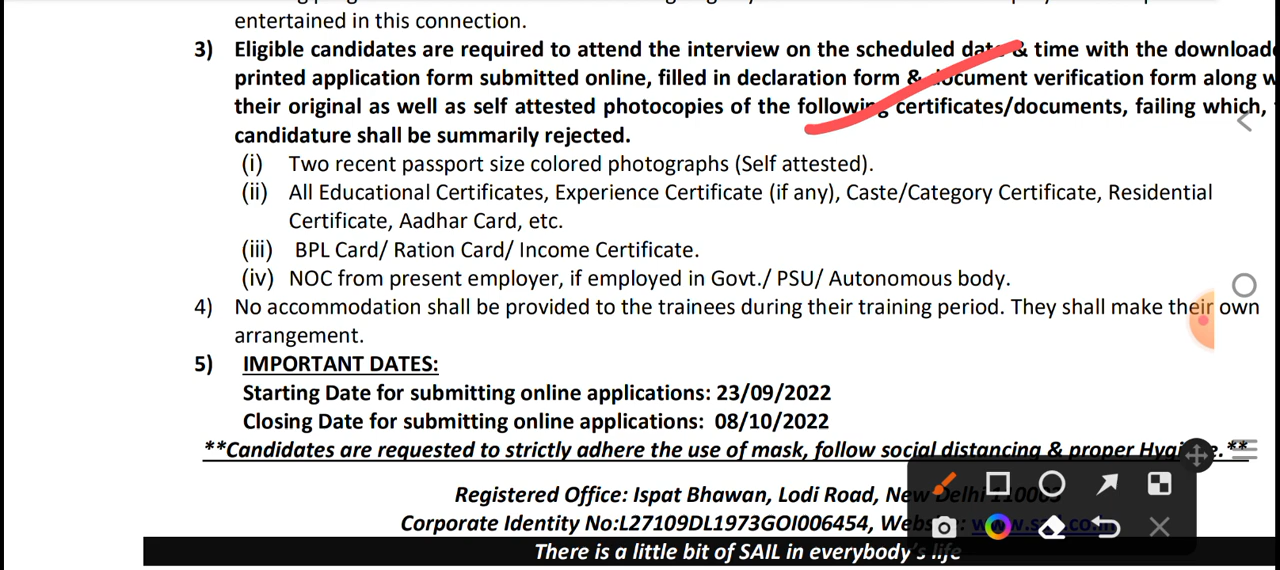 entertained in this connection.
3) Eligible candidates are required to attend the interview on the scheduled date & time with the download
printed application form submitted online, filled in declaration form & document verification form along w
their original as well as self attested photocopies of the following certificates/documents, failing which,
candidature shall be summarily rejected.
(i) Two recent passport size colored photographs (Self attested).
(ii) All Educational Certificates, Experience Certificate (if any), Caste/Category Certificate, Residential
Certificate, Aadhar Card, etc.
(iii) BPL Card/ Ration Card/ Income Certificate.
(iv) NOC from present employer, if employed in Govt./ PSU/ Autonomous body.
4) No accommodation shall be provided to the trainees during their training period. They shall make their own
arrangement.
5) IMPORTANT DATES:
Starting Date for submitting online applications: 23/09/2022
Closing Date for submitting online applications: 08/10/2022
**Candidates are requested to strictly adhere the use of mask, follow social distancing & proper Hygiene.**
Registered Office: Ispat Bhawan, Lodi Road, New Delhi
Corporate Identity No:L27109DL1973GOI006454,
There is a little bit of SAIL in everybody's life